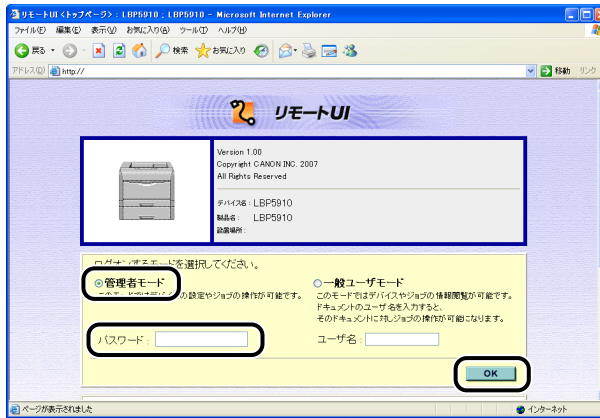 リモートUI <トップページ> : LBP5910 ; LBP5910 - Microsoft Internet Explorer
ファイル(F) 編集(E) 表示(V) お気に入り(A) ツール(T) ヘルプ(H)
戻る 検索 お気に入り
アドレス(D) http:// 移動 リンク
リモートUI
Version 1.00
Copyright CANON INC. 2007
All Rights Reserved
デバイス名 : LBP5910
製品名 : LBP5910
設置場所 :
ログオンするモードを選択してください。
管理者モード
の設定やジョブの操作が可能です。
パスワード :
一般ユーザモード
このモードではデバイスやジョブの情報閲覧が可能です。
ドキュメントのユーザ名を入力すると、
そのドキュメントに対しジョブの操作が可能になります。
ユーザ名 :
OK
ページが表示されました インターネット